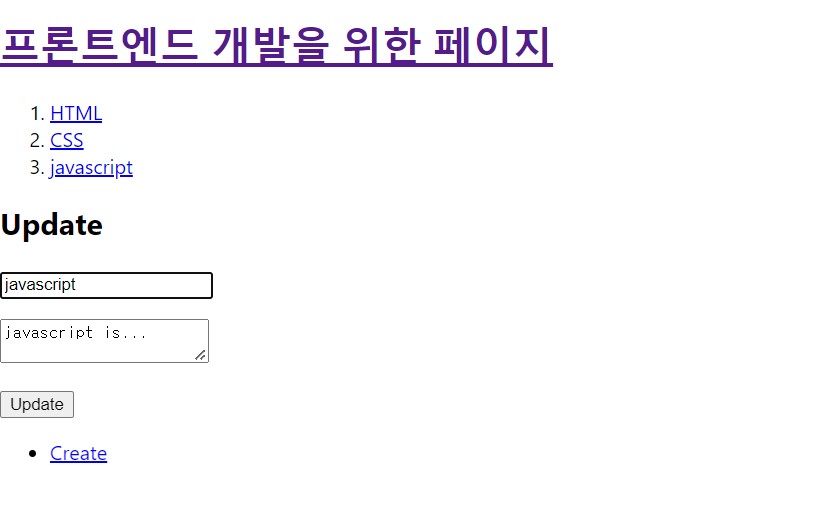 프론트엔드 개발을 위한 페이지
1. HTML
2. CSS
3. javascript
Update
javascript
javascript is...
Update
Create